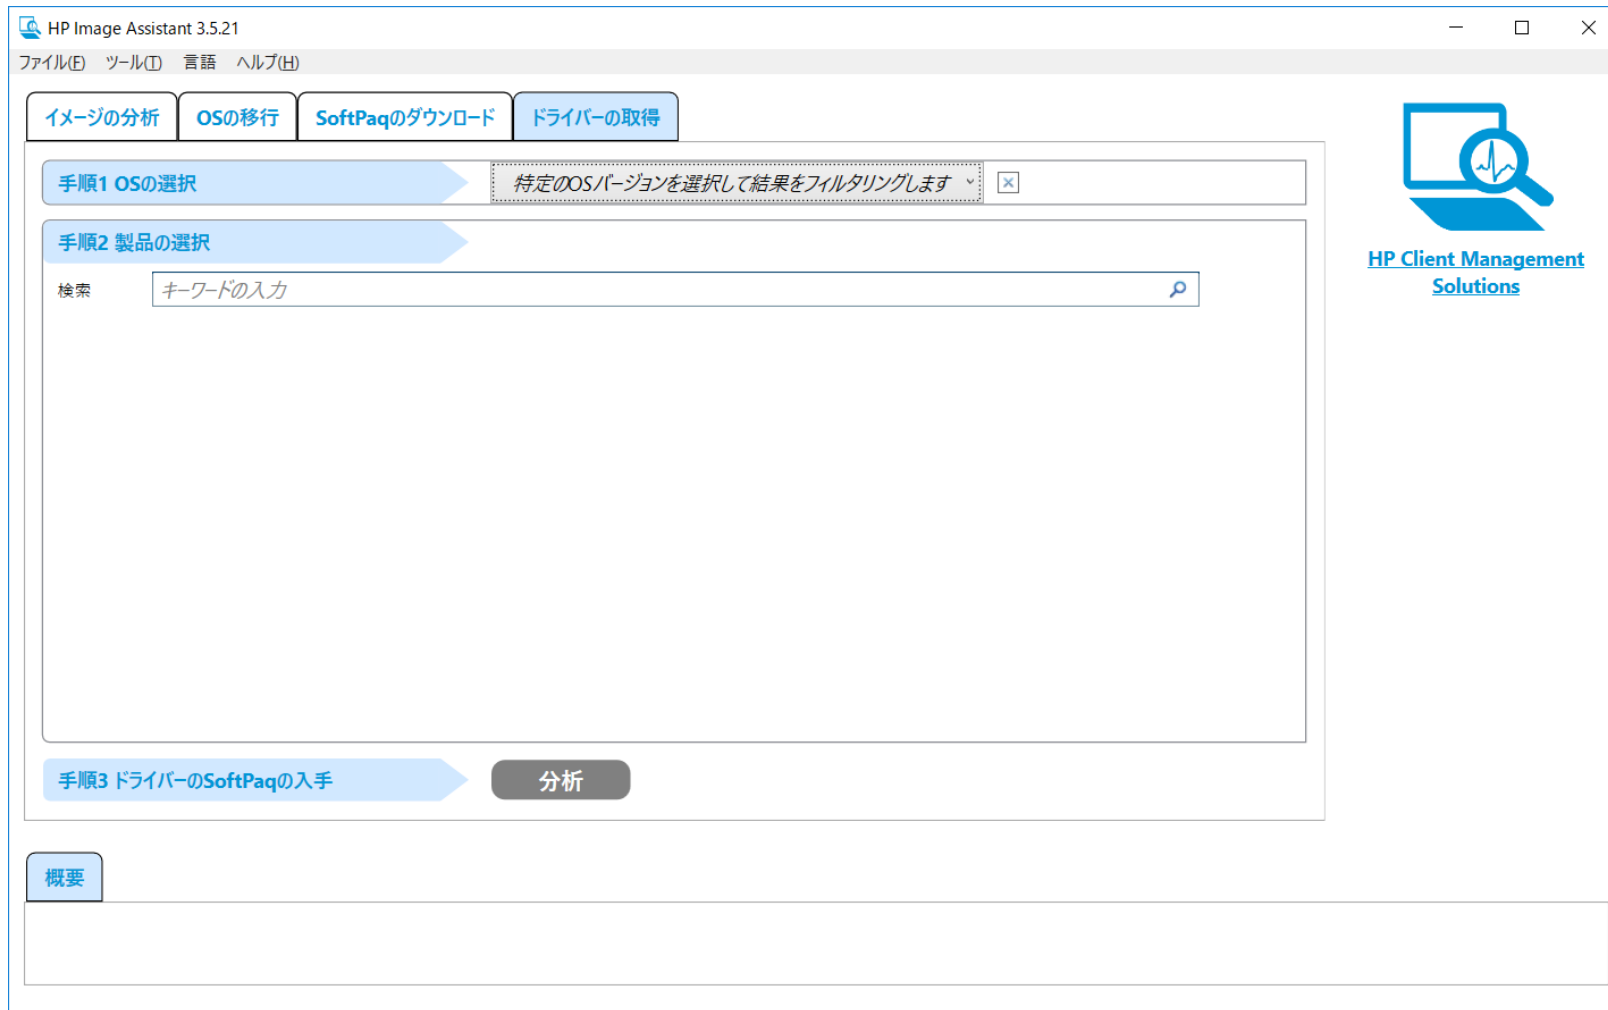 HP Image Assistant 3.5.21
ファイル(F) ツール(T) 言語 ヘルプ(H)
イメージの分析 OSの移行 SoftPaqのダウンロード ドライバーの取得
手順1 OSの選択 特定のOSバージョンを選択して結果をフィルタリングします
手順2 製品の選択
検索 キーワードの入力
HP Client Management
Solutions
手順3 ドライバーのSoftPaqの入手 分析
概要